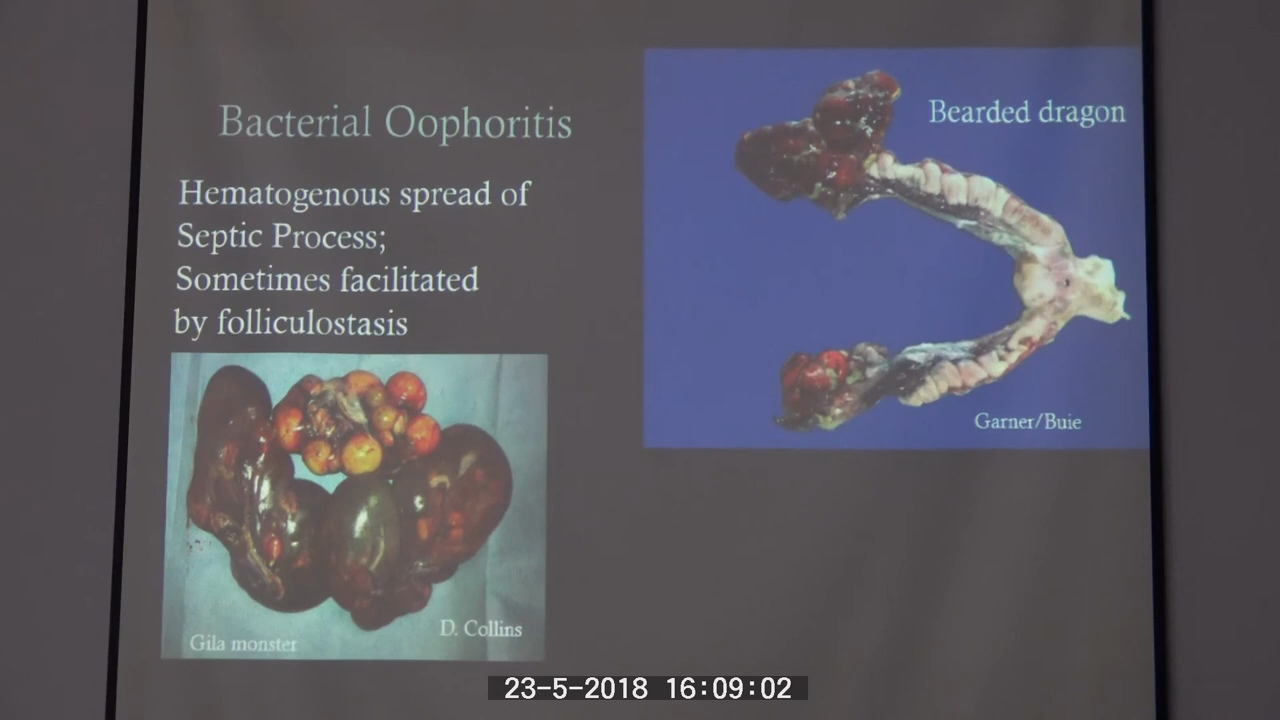 Bacterial Oophoritis
Hematogenous spread of
Septic Process;
Sometimes facilitated
by folliculostasis
Bearded dragon
Garner/Buie
D. Collins
Gila monster
23-5-2018 16:09:02